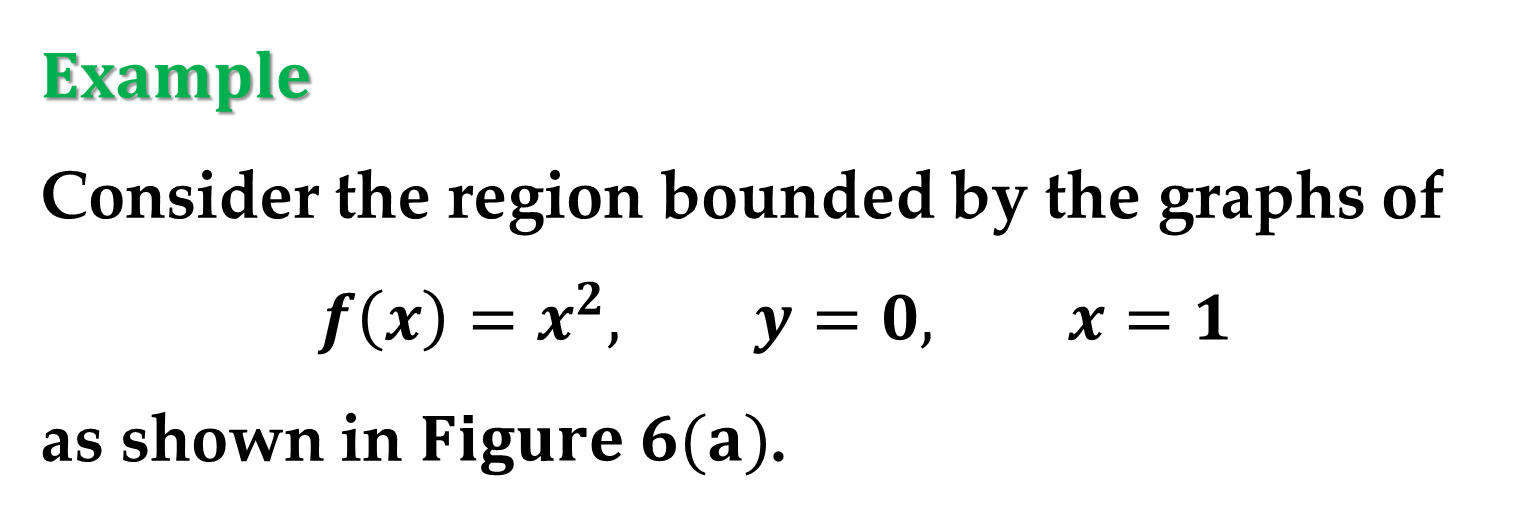 Example
Consider the region bounded by the graphs of
f(x) = x², y = 0, x = 1
as shown in Figure 6(a).